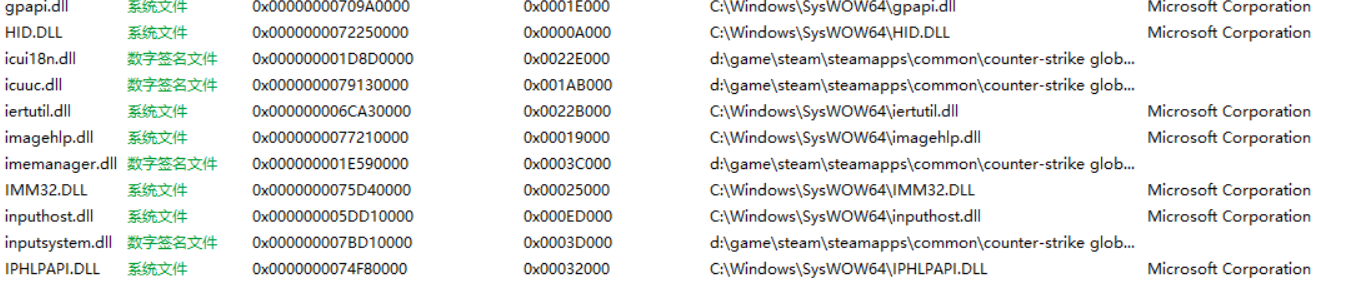 gpapi.dll 系统文件 0x00000000709A0000 0x0001E000 C:\Windows\SysWOW64\gpapi.dll Microsoft Corporation
HID.DLL 系统文件 0x0000000072250000 0x0000A000 C:\Windows\SysWOW64\HID.DLL Microsoft Corporation
icui18n.dll 数字签名文件 0x000000001D8D0000 0x0022E000 d:\game\steam\steamapps\common\counter-strike glob...
icuuc.dll 数字签名文件 0x0000000079130000 0x001AB000 d:\game\steam\steamapps\common\counter-strike glob...
iertutil.dll 系统文件 0x000000006CA30000 0x0022B000 C:\Windows\SysWOW64\iertutil.dll Microsoft Corporation
imagehlp.dll 系统文件 0x0000000077210000 0x00019000 C:\Windows\SysWOW64\imagehlp.dll Microsoft Corporation
imemanager.dll 数字签名文件 0x000000001E590000 0x0003C000 d:\game\steam\steamapps\common\counter-strike glob...
IMM32.DLL 系统文件 0x0000000075D40000 0x00025000 C:\Windows\SysWOW64\IMM32.DLL Microsoft Corporation
inputhost.dll 系统文件 0x000000005DD10000 0x000ED000 C:\Windows\SysWOW64\inputhost.dll Microsoft Corporation
inputsystem.dll 数字签名文件 0x000000007BD10000 0x0003D000 d:\game\steam\steamapps\common\counter-strike glob...
IPHLPAPI.DLL 系统文件 0x0000000074F80000 0x00032000 C:\Windows\SysWOW64\IPHLPAPI.DLL Microsoft Corporation